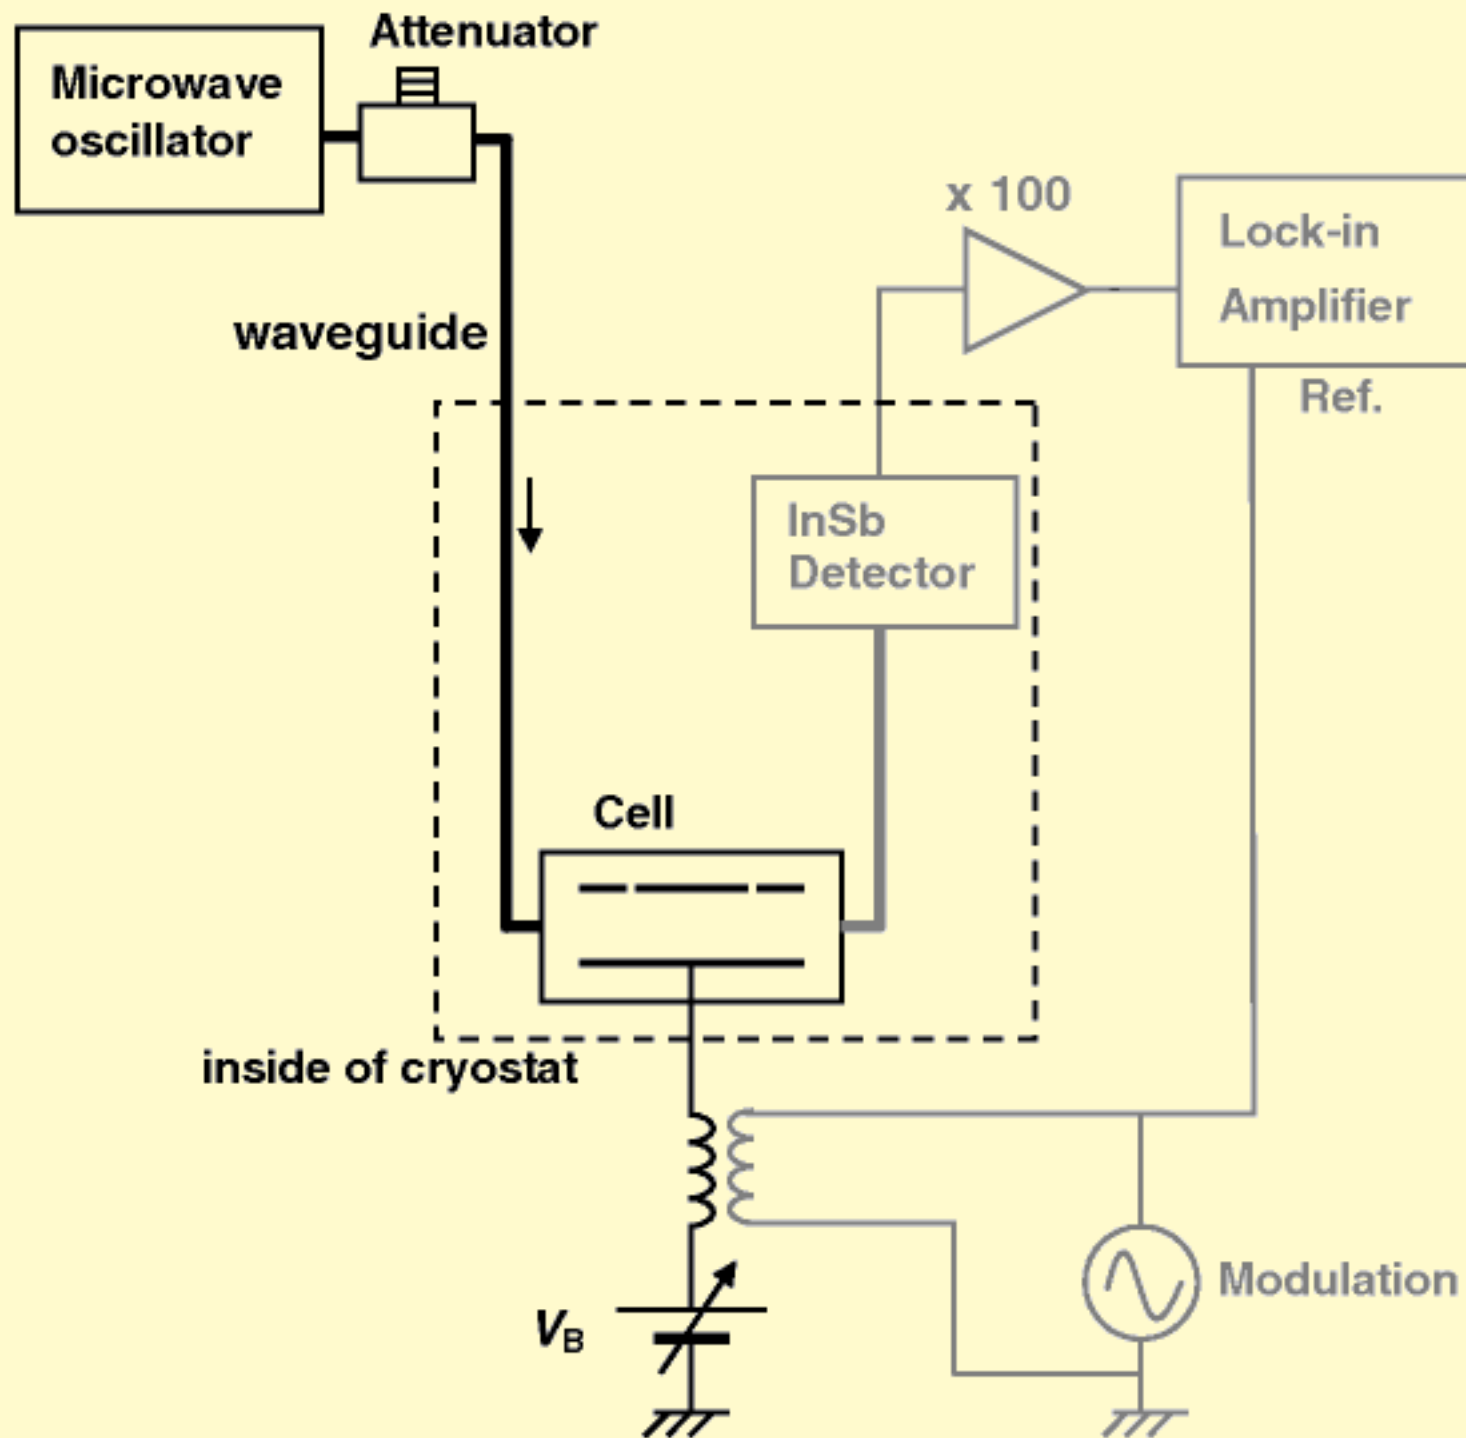 Attenuator
Microwave
oscillator
x 100
Lock-in
Amplifier
waveguide
Ref.
InSb
Detector
Cell
inside of cryostat
Modulation
VB